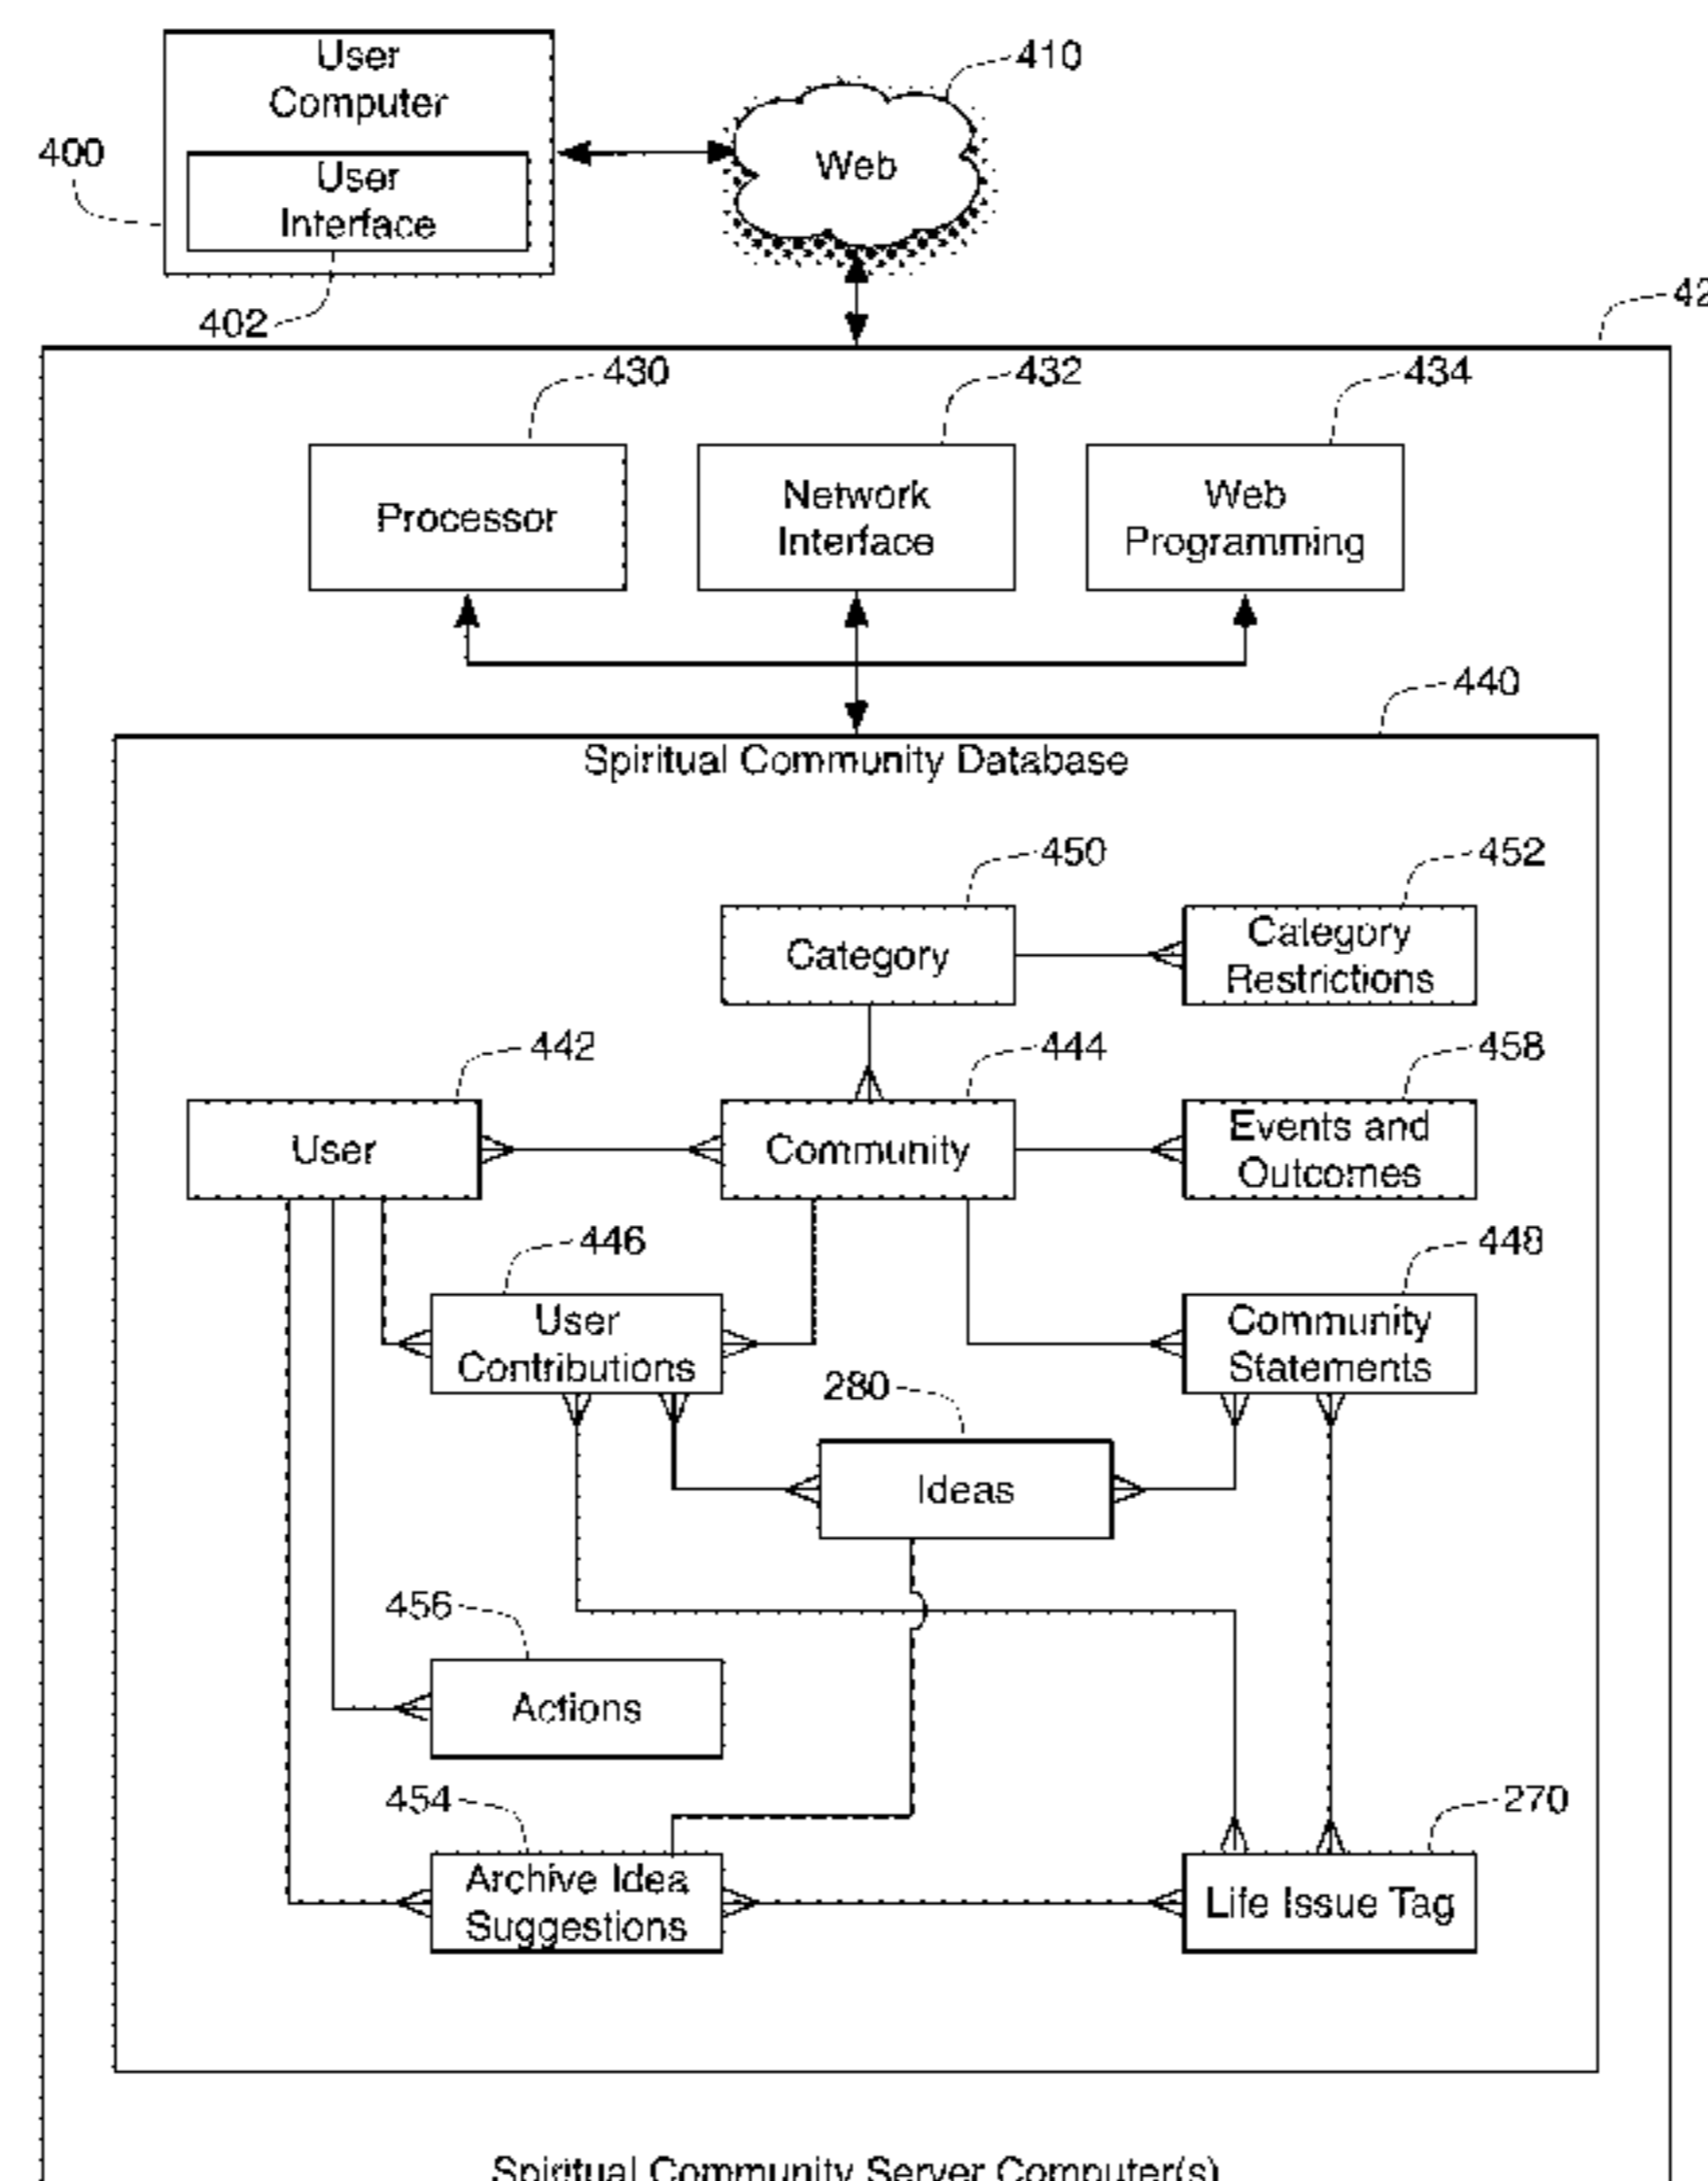 User
Computer
410
Web
400
User
Interface
402
42
430
432
434
Processor
Network
Interface
Web
Programming
440
Spiritual Community Database
450
452
Category
Category
Restrictions
442
444
458
User
Community
Events and
Outcomes
446
448
User
Contributions
Community
Statements
280
Ideas
456
Actions
454
270
Archive Idea
Suggestions
Life Issue Tag
Spiritual Community Server Computer(s)